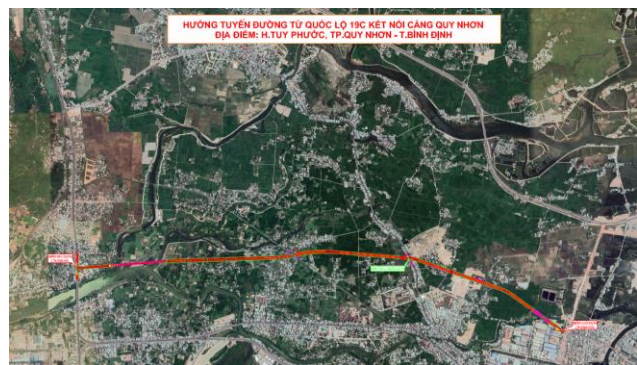 HƯỚNG TUYẾN ĐƯỜNG TỪ QUỐC LỘ 19C KẾT NỐI CẢNG QUY NHƠN
ĐỊA ĐIỂM: H.TUY PHƯỚC, TP.QUY NHƠN - T.BÌNH ĐỊNH